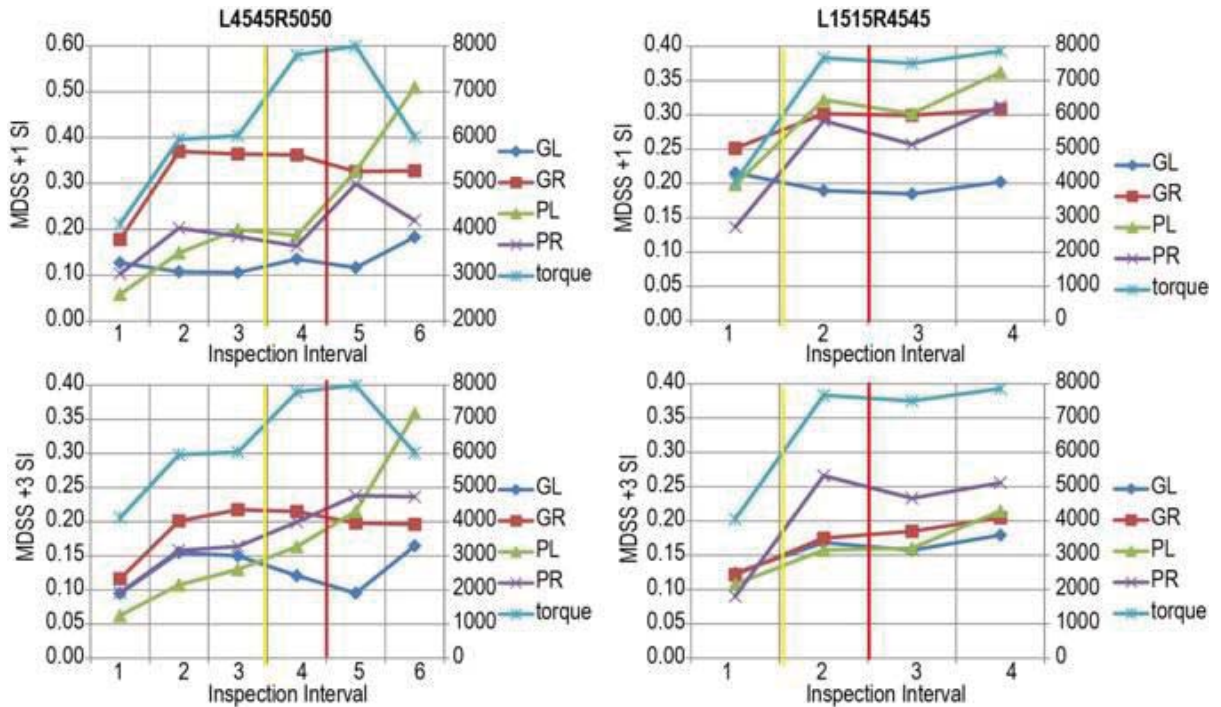 L4545R5050
L1515R4545
MDSS +1 SI
0.60
0.50
0.40
0.30
0.20
0.10
0.00
8000
7000
6000
5000
4000
3000
2000
GL
GR
PL
PR
torque
1 2 3 4 5 6
Inspection Interval
MDSS +1 SI
0.40
0.35
0.30
0.25
0.20
0.15
0.10
0.05
0.00
8000
7000
6000
5000
4000
3000
2000
1000
0
GL
GR
PL
PR
torque
1 2 3 4
Inspection Interval
MDSS +3 SI
0.40
0.35
0.30
0.25
0.20
0.15
0.10
0.05
0.00
8000
7000
6000
5000
4000
3000
2000
1000
0
GL
GR
PL
PR
torque
1 2 3 4 5 6
Inspection Interval
MDSS +3 SI
0.40
0.35
0.30
0.25
0.20
0.15
0.10
0.05
0.00
8000
7000
6000
5000
4000
3000
2000
1000
0
GL
GR
PL
PR
torque
1 2 3 4
Inspection Interval